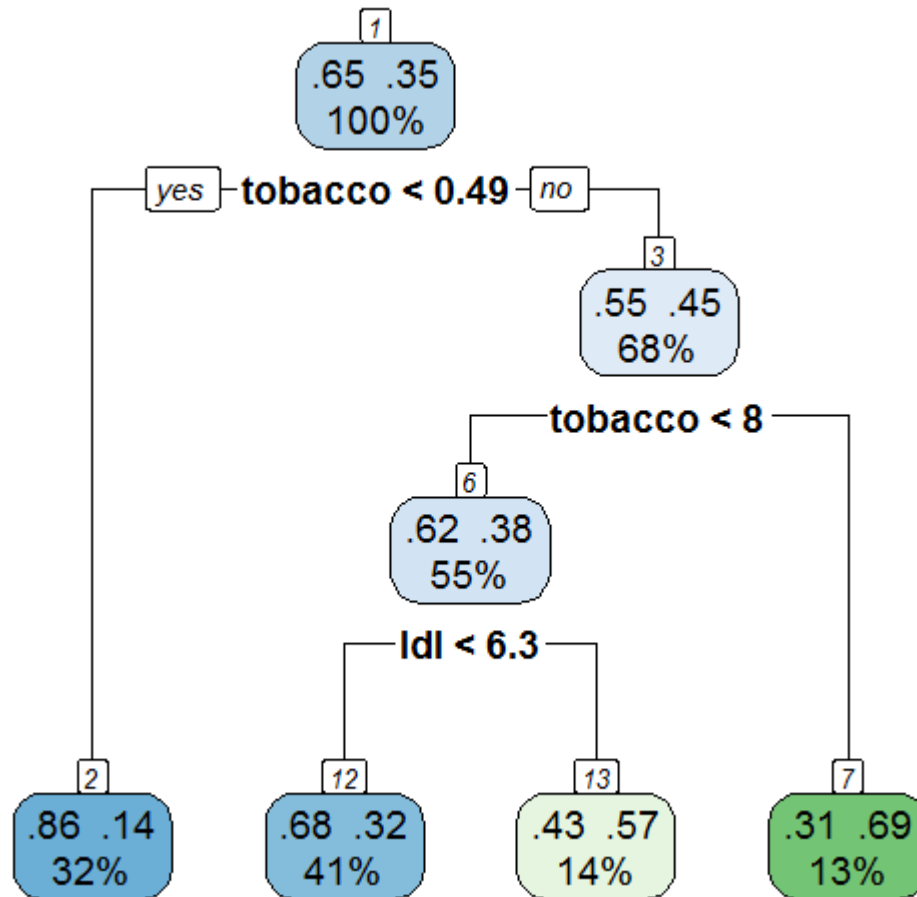 1
.65 .35
100%
yes tobacco < 0.49 no
3
.55 .45
68%
tobacco < 8
6
.62 .38
55%
ldl < 6.3
2 12 13 7
.86 .14 .68 .32 .43 .57 .31 .69
32% 41% 14% 13%